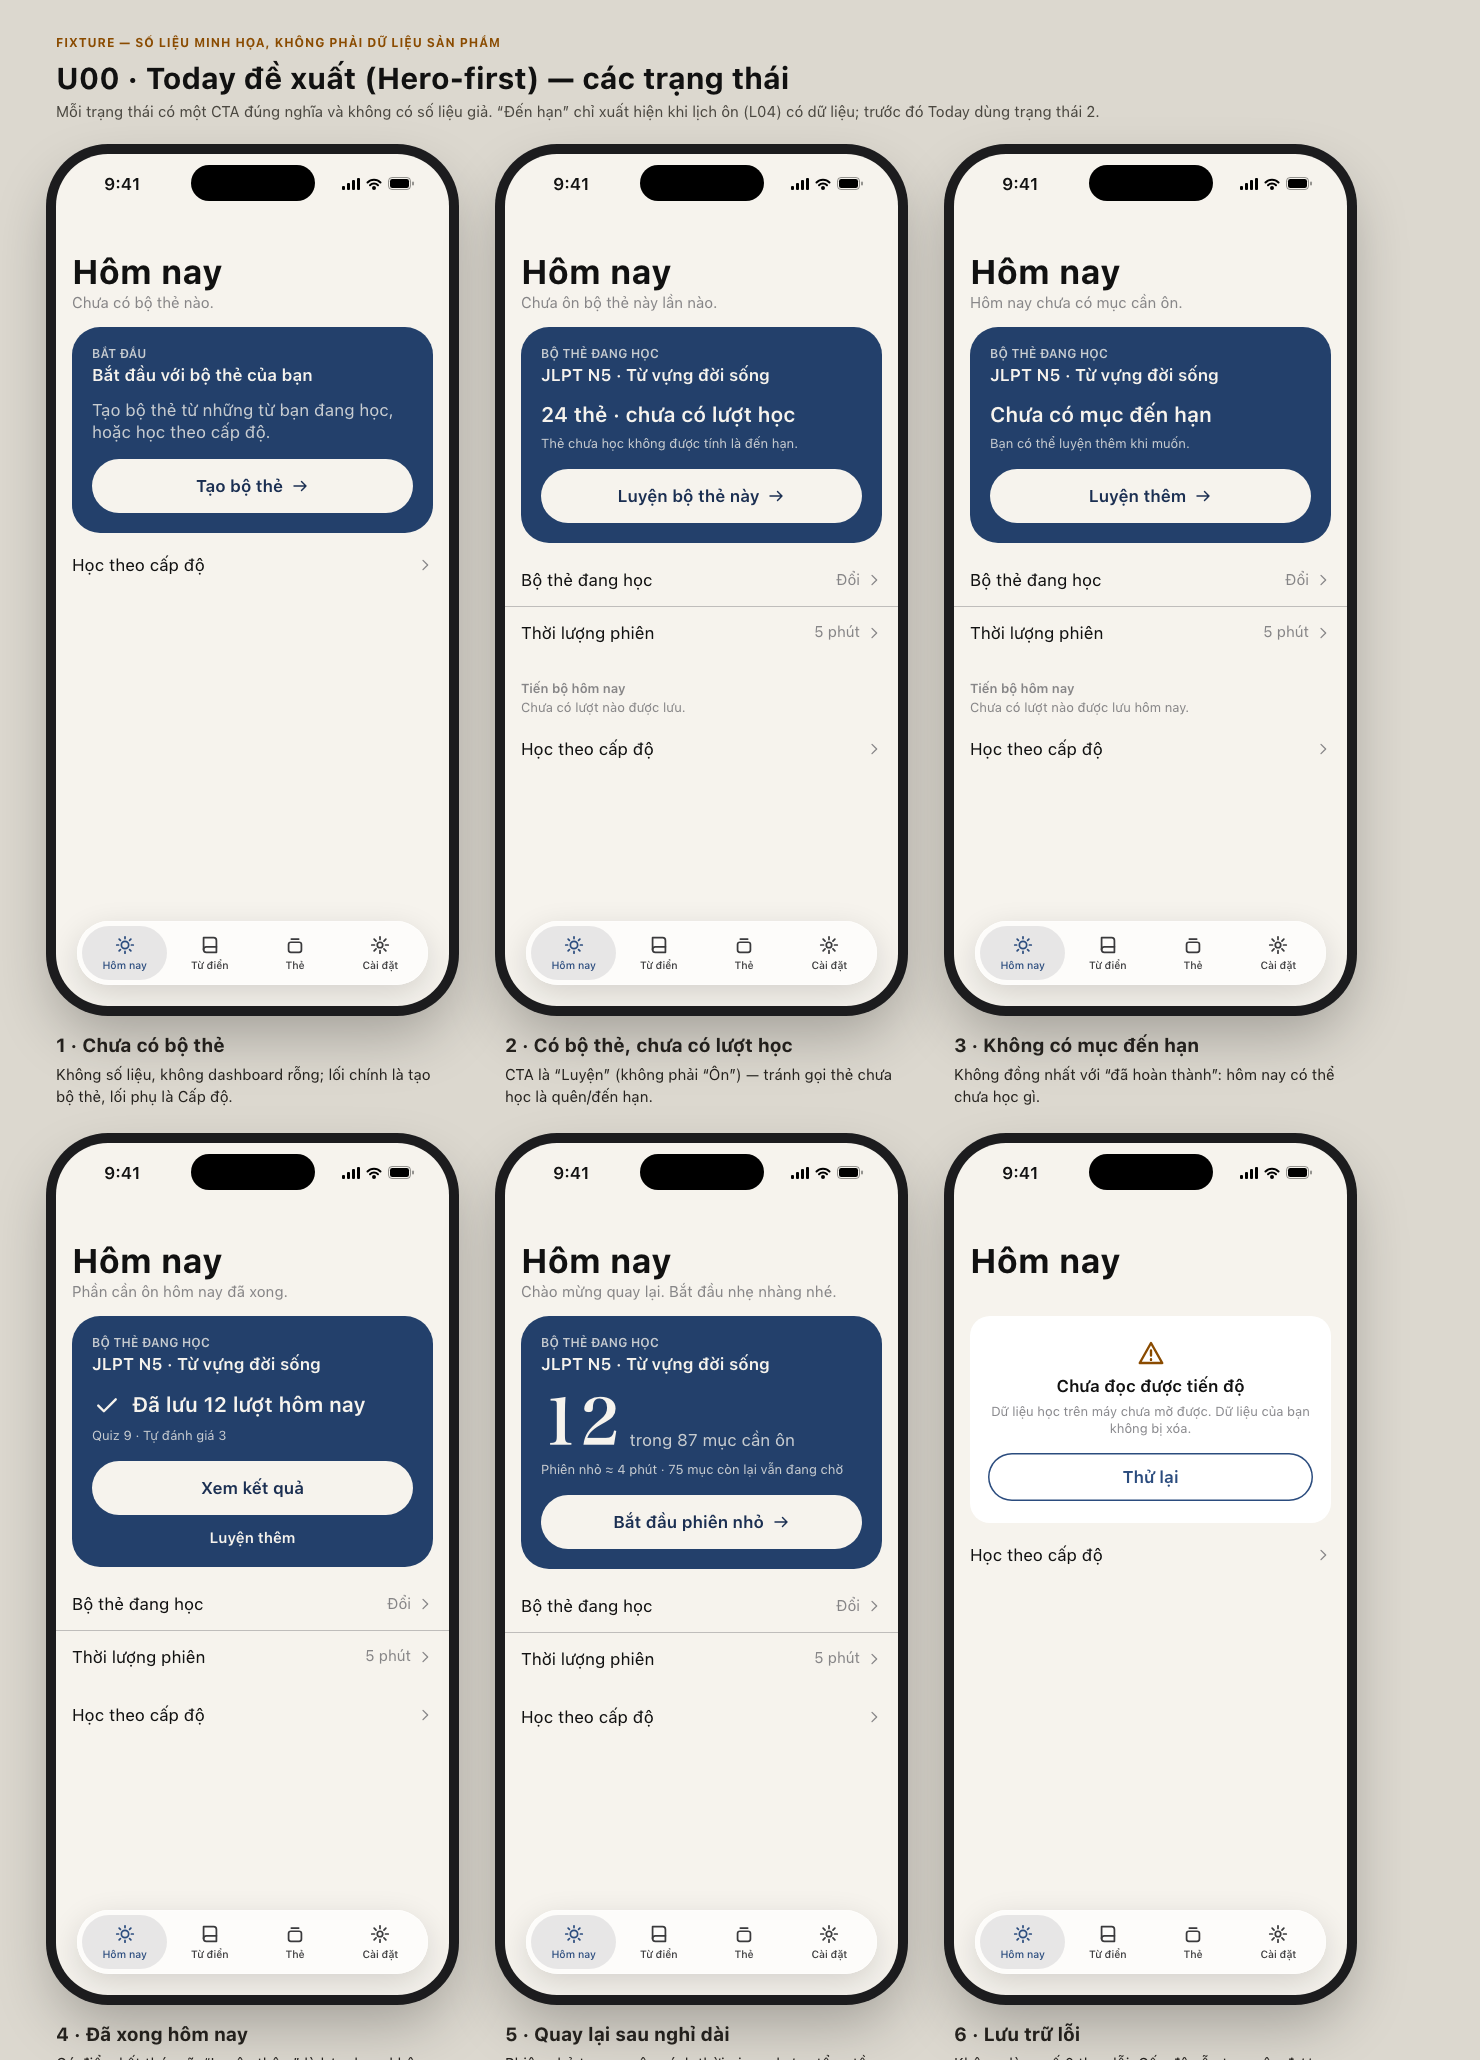 FIXTURE — SỐ LIỆU MINH HỌA, KHÔNG PHẢI DỮ LIỆU SẢN PHẨM
U00 · Today đề xuất (Hero-first) — các trạng thái
Mỗi trạng thái có một CTA đúng nghĩa và không có số liệu giả. “Đến hạn” chỉ xuất hiện khi lịch ôn (L04) có dữ liệu; trước đó Today dùng trạng thái 2.
9:41
Hôm nay
Chưa có bộ thẻ nào.
BẮT ĐẦU
Bắt đầu với bộ thẻ của bạn
Tạo bộ thẻ từ những từ bạn đang học,
hoặc học theo cấp độ.
Tạo bộ thẻ →
Học theo cấp độ
Hôm nay
Từ điển
Thẻ
Cài đặt
1 · Chưa có bộ thẻ
Không số liệu, không dashboard rỗng; lối chính là tạo
bộ thẻ, lối phụ là Cấp độ.
9:41
Hôm nay
Chưa ôn bộ thẻ này lần nào.
BỘ THẺ ĐANG HỌC
JLPT N5 · Từ vựng đời sống
24 thẻ · chưa có lượt học
Thẻ chưa học không được tính là đến hạn.
Luyện bộ thẻ này →
Bộ thẻ đang học Đổi
Thời lượng phiên 5 phút
Tiến bộ hôm nay
Chưa có lượt nào được lưu.
Học theo cấp độ
Hôm nay
Từ điển
Thẻ
Cài đặt
2 · Có bộ thẻ, chưa có lượt học
CTA là “Luyện” (không phải “Ôn”) — tránh gọi thẻ chưa
học là quên/đến hạn.
9:41
Hôm nay
Hôm nay chưa có mục cần ôn.
BỘ THẺ ĐANG HỌC
JLPT N5 · Từ vựng đời sống
Chưa có mục đến hạn
Bạn có thể luyện thêm khi muốn.
Luyện thêm →
Bộ thẻ đang học Đổi
Thời lượng phiên 5 phút
Tiến bộ hôm nay
Chưa có lượt nào được lưu hôm nay.
Học theo cấp độ
Hôm nay
Từ điển
Thẻ
Cài đặt
3 · Không có mục đến hạn
Không đồng nhất với “đã hoàn thành”: hôm nay có thể
chưa học gì.
9:41
Hôm nay
Phần cần ôn hôm nay đã xong.
BỘ THẺ ĐANG HỌC
JLPT N5 · Từ vựng đời sống
Đã lưu 12 lượt hôm nay
Quiz 9 · Tự đánh giá 3
Xem kết quả
Luyện thêm
Bộ thẻ đang học Đổi
Thời lượng phiên 5 phút
Học theo cấp độ
Hôm nay
Từ điển
Thẻ
Cài đặt
4 · Đã xong hôm nay
9:41
Hôm nay
Chào mừng quay lại. Bắt đầu nhẹ nhàng nhé.
BỘ THẺ ĐANG HỌC
JLPT N5 · Từ vựng đời sống
12 trong 87 mục cần ôn
Phiên nhỏ ≈ 4 phút · 75 mục còn lại vẫn đang chờ
Bắt đầu phiên nhỏ →
Bộ thẻ đang học Đổi
Thời lượng phiên 5 phút
Học theo cấp độ
Hôm nay
Từ điển
Thẻ
Cài đặt
5 · Quay lại sau nghỉ dài
9:41
Hôm nay
Chưa đọc được tiến độ
Dữ liệu học trên máy chưa mở được. Dữ liệu của bạn
không bị xóa.
Thử lại
Học theo cấp độ
Hôm nay
Từ điển
Thẻ
Cài đặt
6 · Lưu trữ lỗi